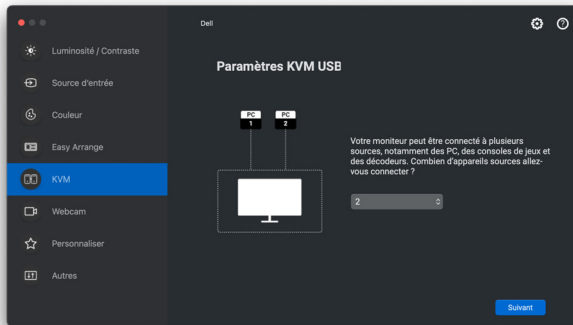 Dell
Luminosité / Contraste
Source d'entrée
Couleur
Easy Arrange
KVM
Webcam
Personnaliser
Autres
Paramètres KVM USB
PC
1
PC
2
Votre moniteur peut être connecté à plusieurs
sources, notamment des PC, des consoles de jeux et
des décodeurs. Combien d'appareils sources allez-
vous connecter ?
2
Suivant